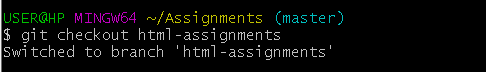 USER@HP MINGW64 ~/Assignments (master)
$ git checkout html-assignments
Switched to branch 'html-assignments'